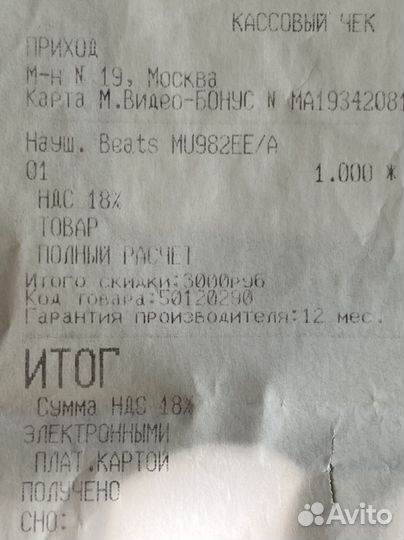 КАССОВЫЙ ЧЕК
ПРИХОД
М-н N 19, Москва
Карта М.Видео-БОНУС N МА19342081
Науш. Beats MU982EE/A
01 1.000 *
НДС 18%
ТОВАР
ПОЛНЫЙ РАСЧЕТ
Итого скидки:3000руб
Код товара:50120290
Гарантия производителя:12 мес.
ИТОГ
Сумма НДС 18%
ЭЛЕКТРОННЫМИ
ПЛАТ.КАРТОЙ
ПОЛУЧЕНО
СНО:
Avito